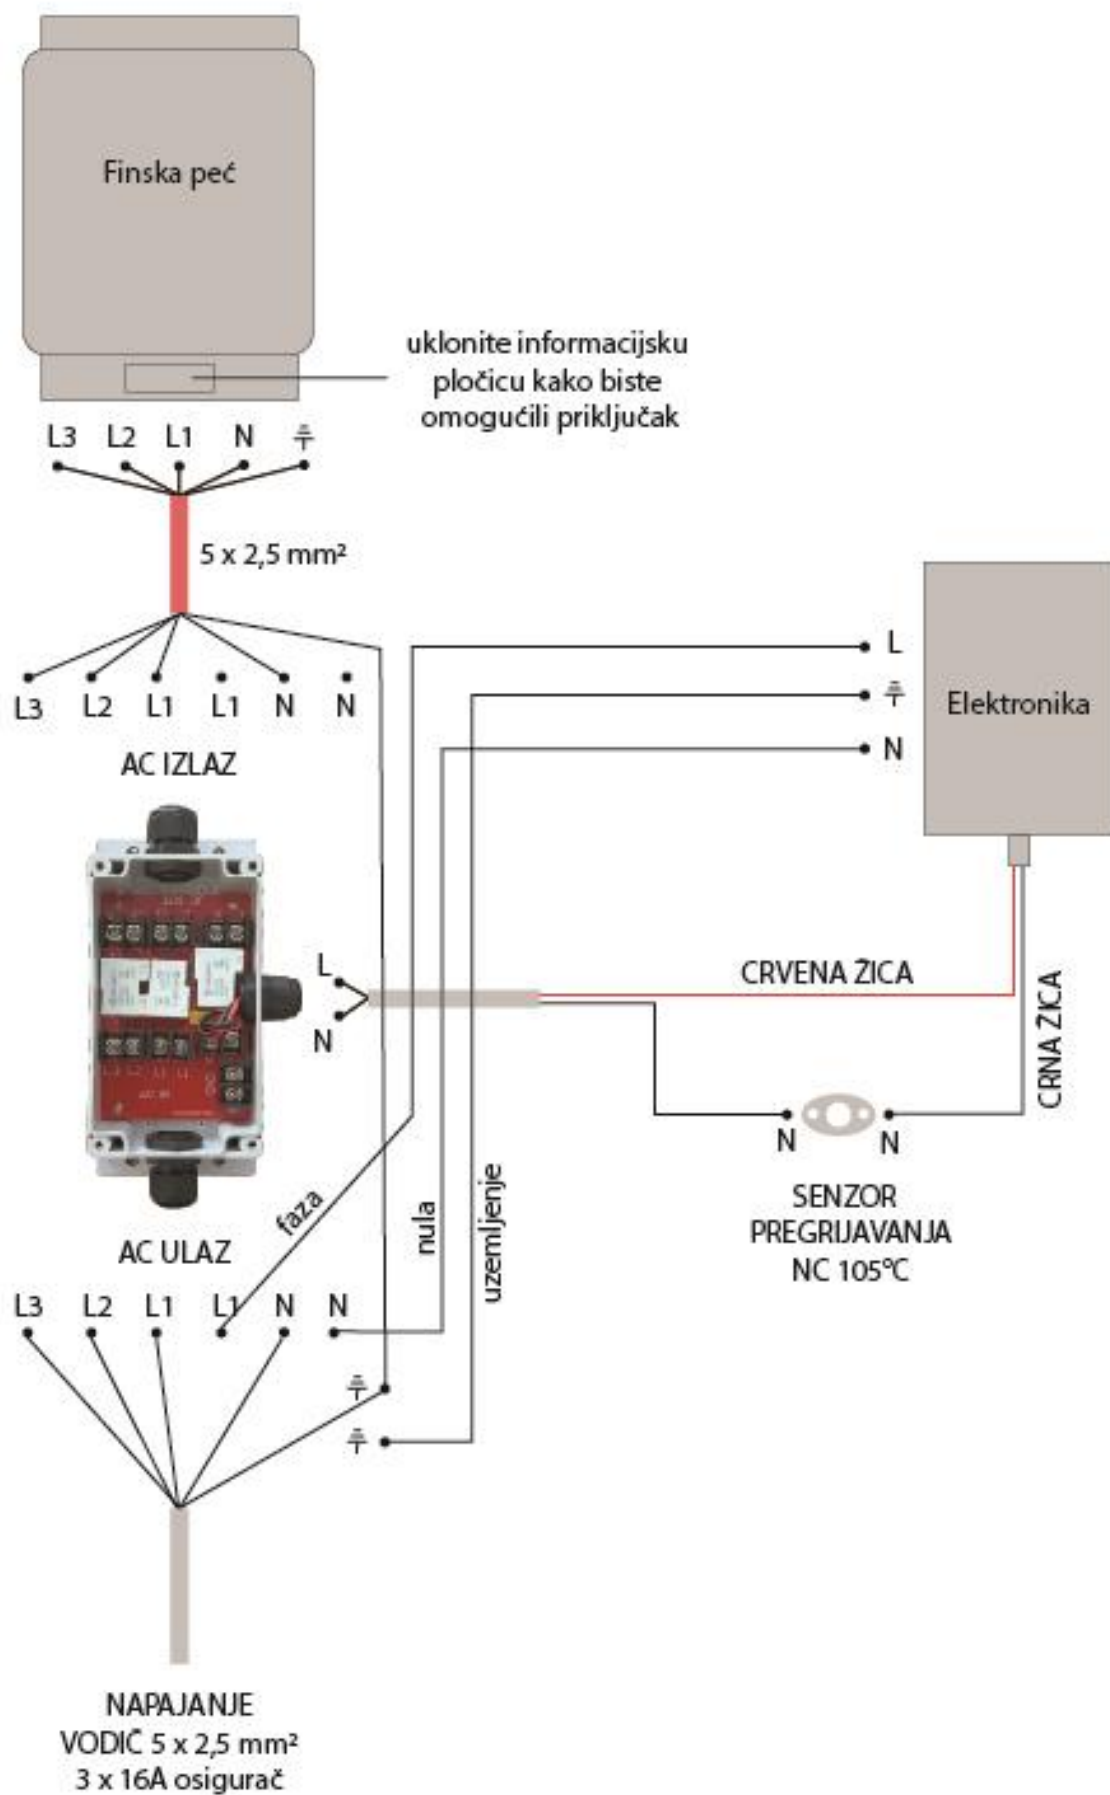 Finska peć
uklonite informacijsku
pločicu kako biste
omogućili priključak
L3 L2 L1 N
5 x 2,5 mm²
L3 L2 L1 L1 N N
AC IZLAZ
L
N
Elektronika
L
N
CRVENA ŽICA
CRNA ŽICA
N N
SENZOR
PREGRIJAVANJA
NC 105°C
faza
nula
uzemljenje
AC ULAZ
L3 L2 L1 L1 N N
NAPAJANJE
VODIČ 5 x 2,5 mm²
3 x 16A osigurač